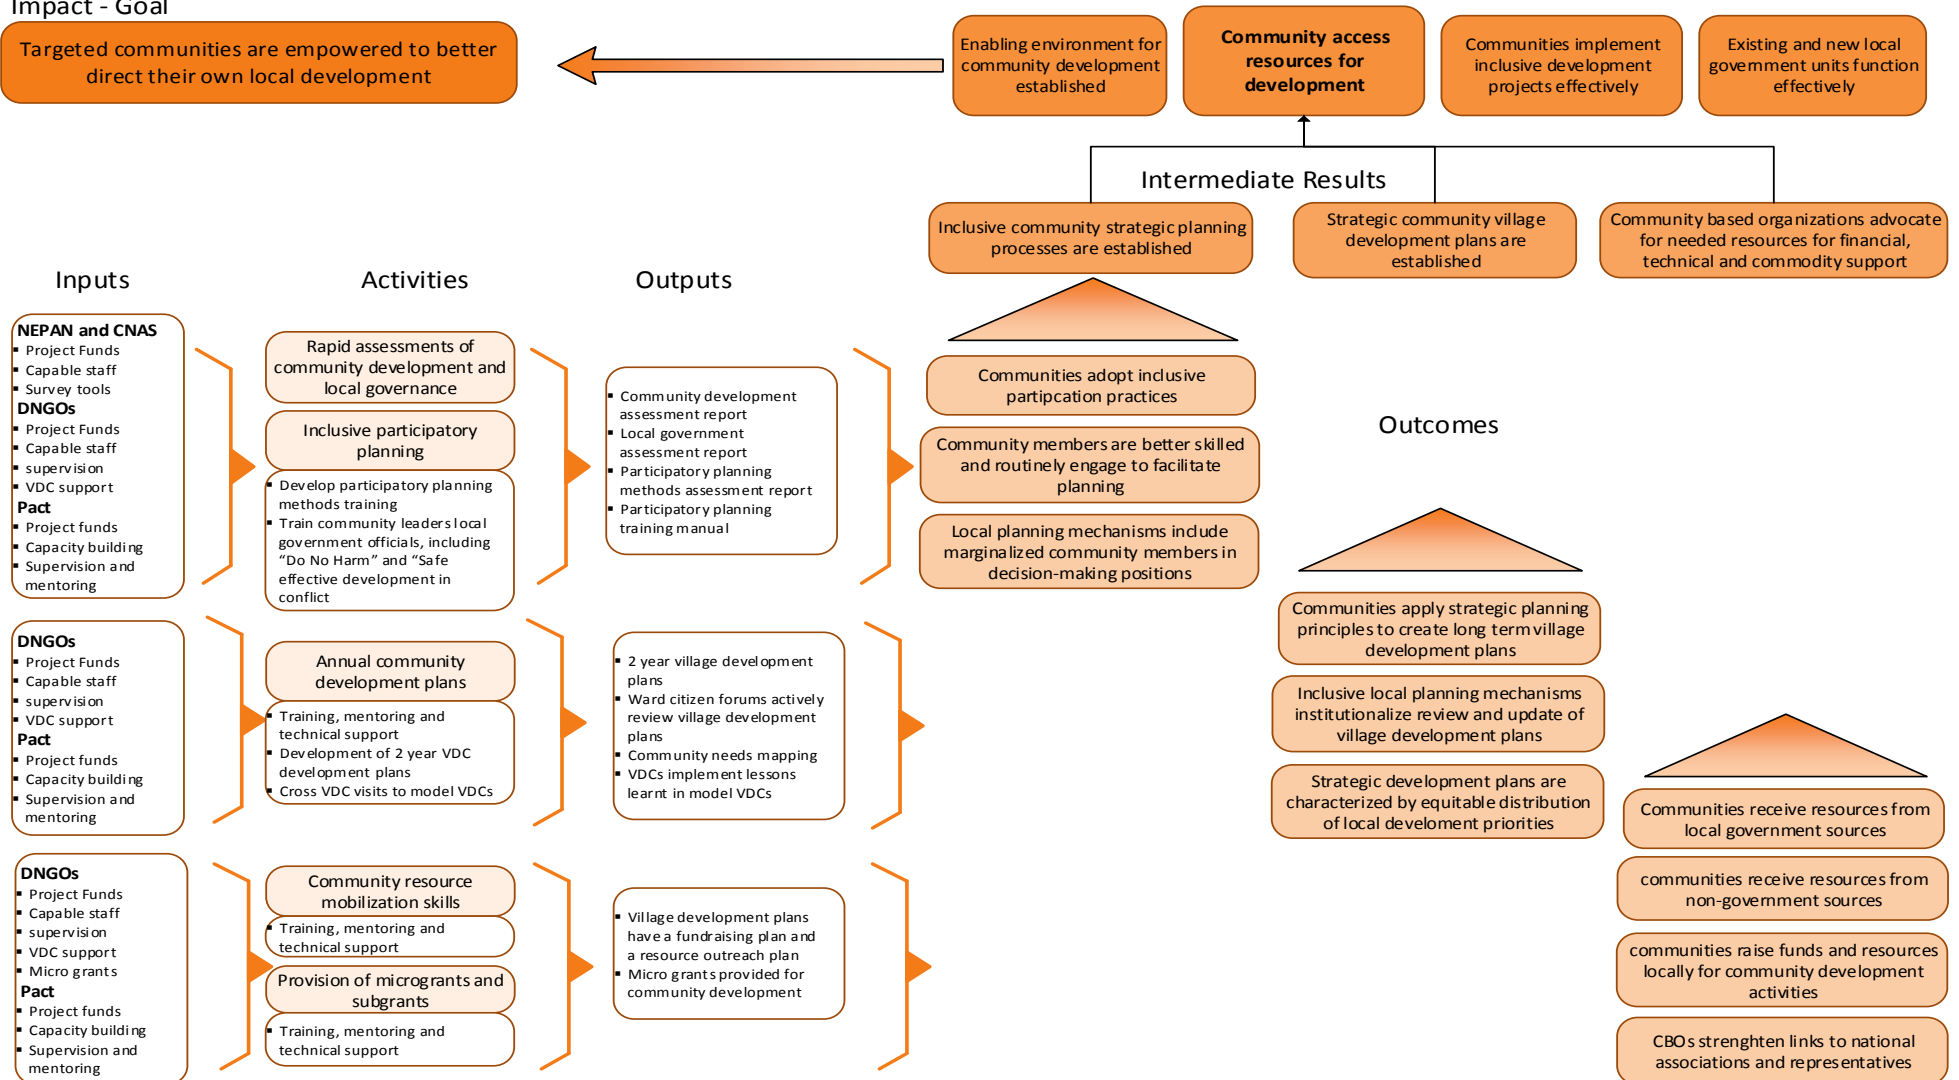 Impact - Goal
Targeted communities are empowered to better
direct their own local development
Enabling environment for
community development
established
Community access
resources for
development
Communities implement
inclusive development
projects effectively
Existing and new local
government units function
effectively
Intermediate Results
Inclusive community strategic planning
processes are established
Strategic community village
development plans are
established
Community based organizations advocate
for needed resources for financial,
technical and commodity support
Inputs
Activities
Outputs
Outcomes
NEPAN and CNAS
▪ Project Funds
▪ Capable staff
▪ Survey tools
DNGOs
▪ Project Funds
▪ Capable staff
▪ supervision
▪ VDC support
Pact
▪ Project funds
▪ Capacity building
▪ Supervision and
mentoring
Rapid assessments of
community development and
local governance
Inclusive participatory
planning
▪ Develop participatory planning
methods training
▪ Train community leaders local
government officials, including
“Do No Harm” and “Safe
effective development in
conflict
▪ Community development
assessment report
▪ Local government
assessment report
▪ Participatory planning
methods assessment report
▪ Participatory planning
training manual
Communities adopt inclusive
partipcation practices
Community members are better skilled
and routinely engage to facilitate
planning
Local planning mechanisms include
marginalized community members in
decision-making positions
DNGOs
▪ Project Funds
▪ Capable staff
▪ supervision
▪ VDC support
Pact
▪ Project funds
▪ Capacity building
▪ Supervision and
mentoring
Annual community
development plans
▪ Training, mentoring and
technical support
▪ Development of 2 year VDC
development plans
▪ Cross VDC visits to model VDCs
▪ 2 year village development
plans
▪ Ward citizen forums actively
review village development
plans
▪ Community needs mapping
▪ VDCs implement lessons
learnt in model VDCs
Communities apply strategic planning
principles to create long term village
development plans
Inclusive local planning mechanisms
institutionalize review and update of
village development plans
Strategic development plans are
characterized by equitable distribution
of local develoment priorities
DNGOs
▪ Project Funds
▪ Capable staff
▪ supervision
▪ VDC support
▪ Micro grants
Pact
▪ Project funds
▪ Capacity building
▪ Supervision and
mentoring
Community resource
mobilization skills
▪ Training, mentoring and
technical support
Provision of microgrants and
subgrants
▪ Training, mentoring and
technical support
▪ Village development plans
have a fundraising plan and
a resource outreach plan
▪ Micro grants provided for
community development
Communities receive resources from
local government sources
communities receive resources from
non-government sources
communities raise funds and resources
locally for community development
activities
CBOs strenghten links to national
associations and representatives